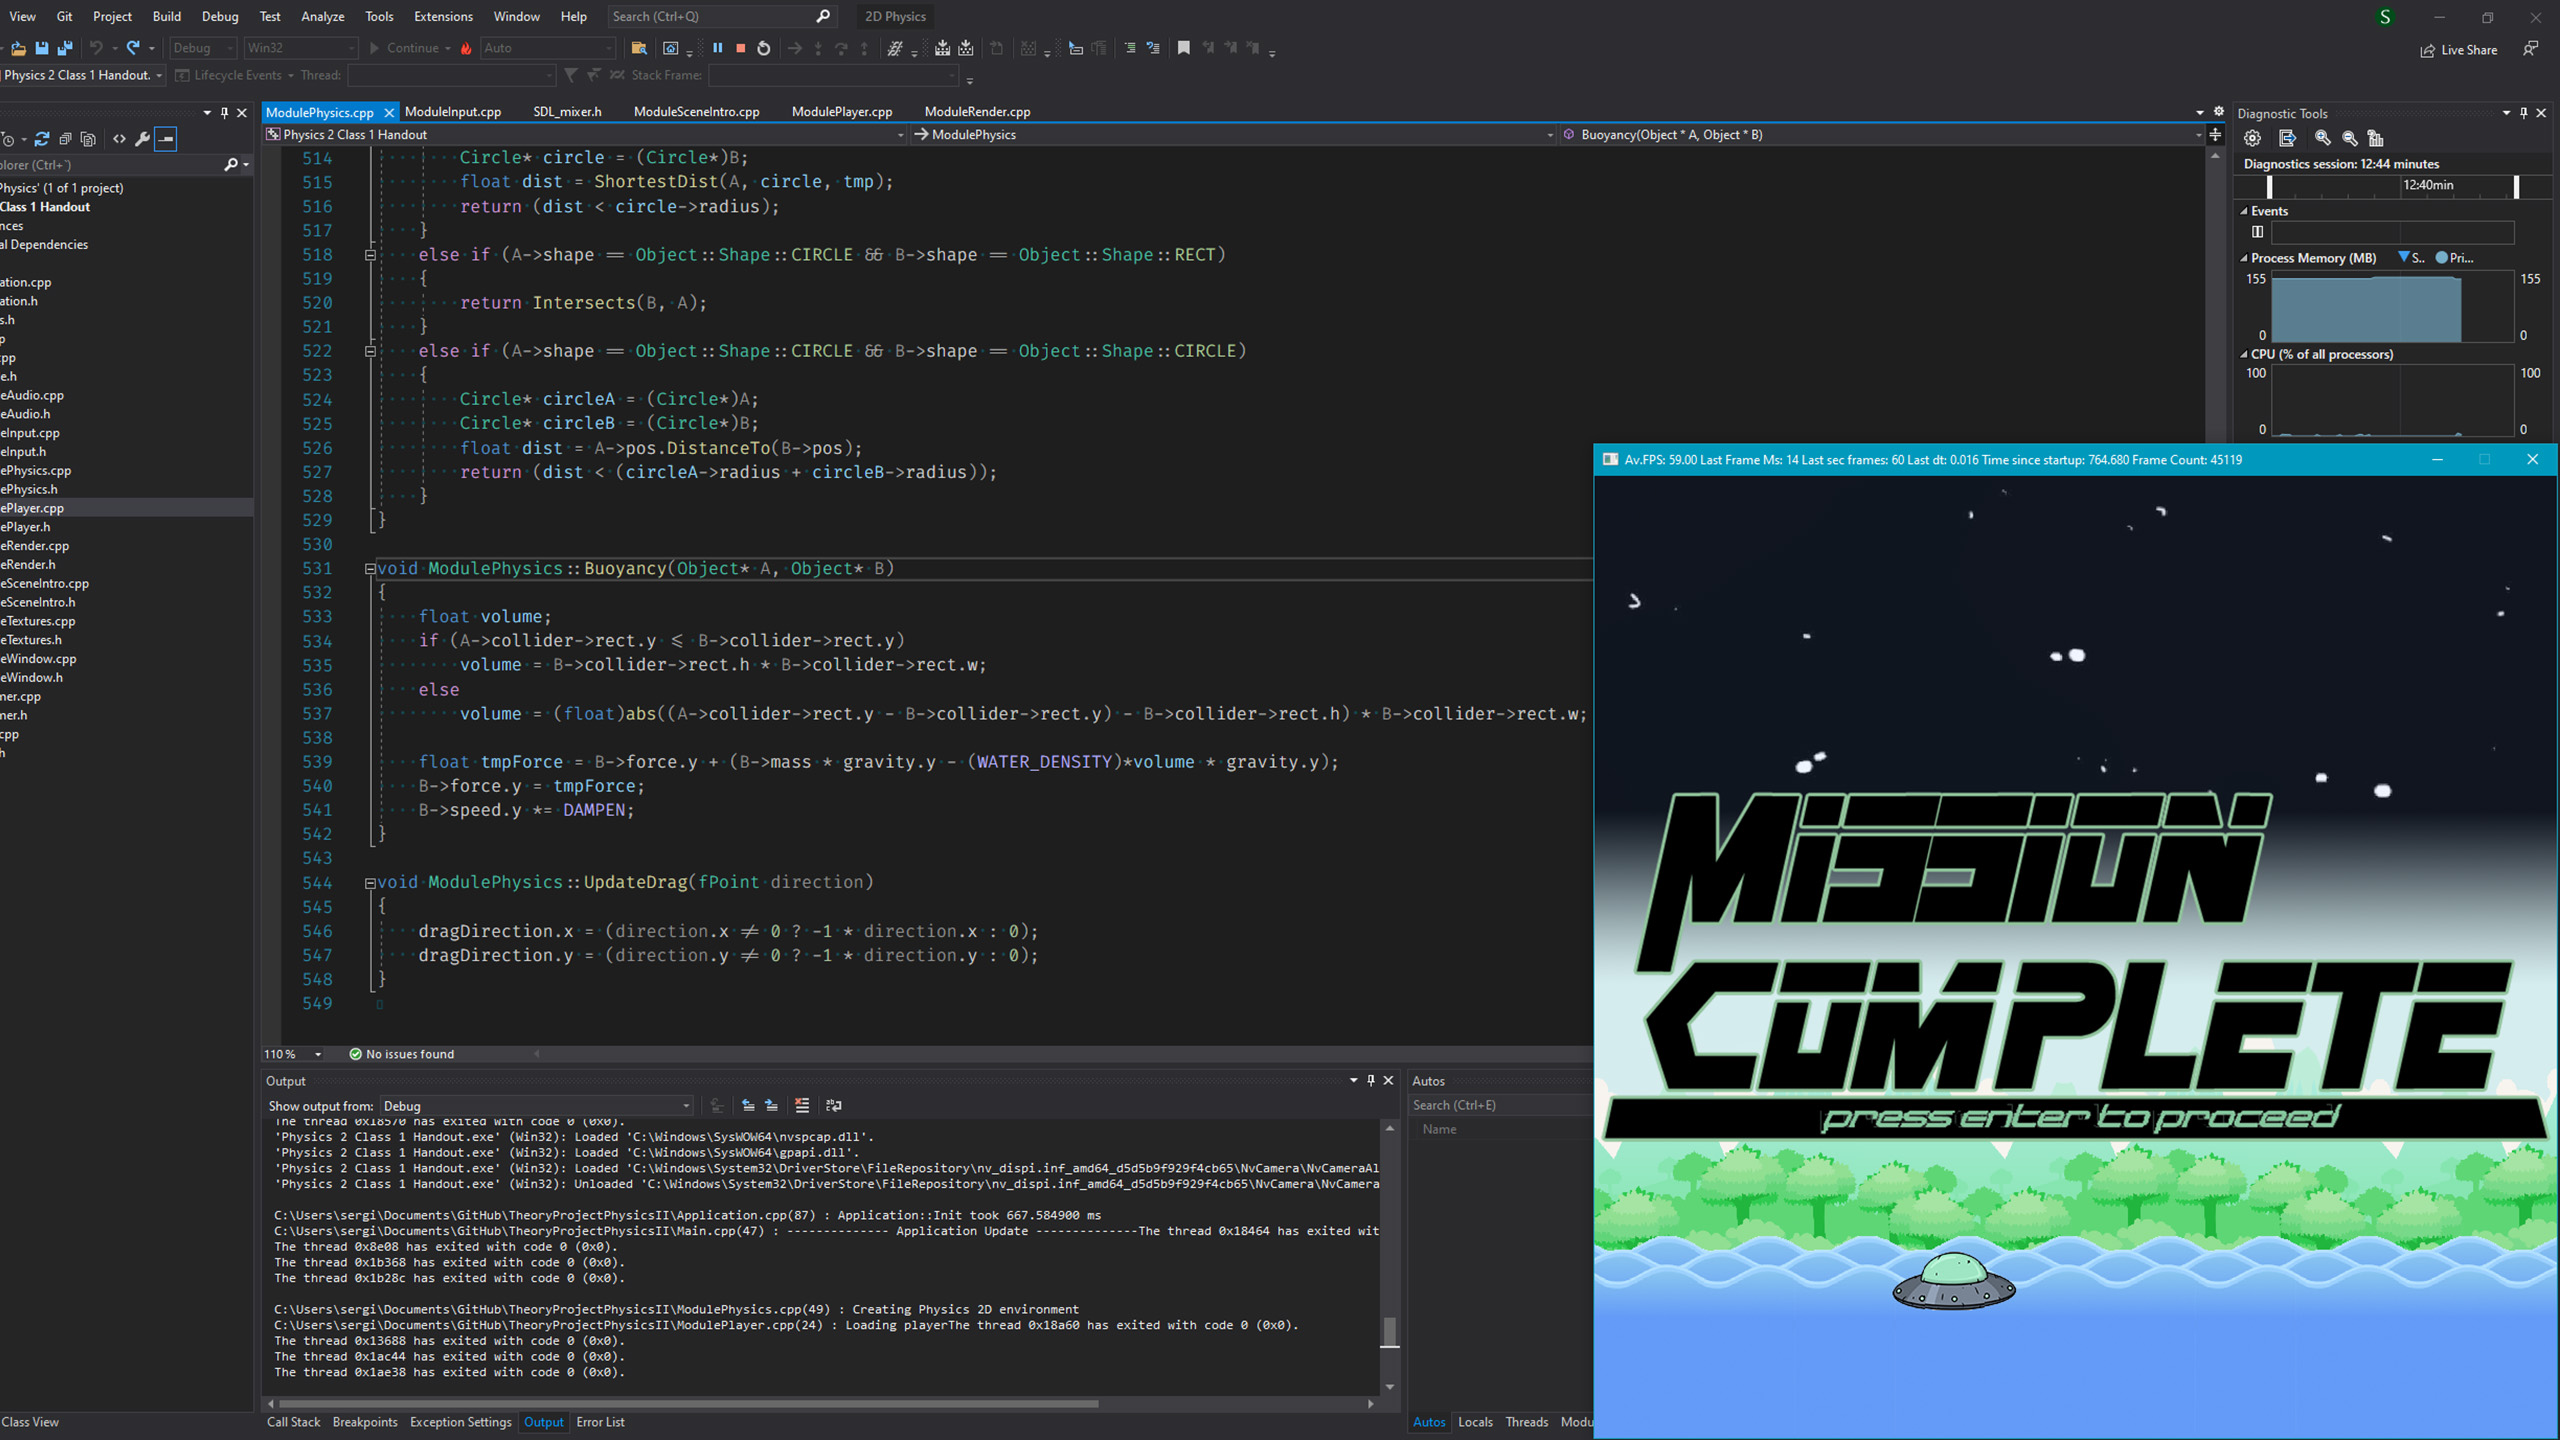 View Git Project Build Debug Test Analyze Tools Extensions Window Help Search (Ctrl+Q) 2D Physics S
Debug Win32 Continue Auto Live Share
Physics 2 Class 1 Handout. Lifecycle Events Thread: Stack Frame:
ModulePhysics.cpp ModuleInput.cpp SDL_mixer.h ModuleSceneIntro.cpp ModulePlayer.cpp ModuleRender.cpp
Physics 2 Class 1 Handout ModulePhysics Buoyancy(Object * A, Object * B)
plorer (Ctrl+¨)
Physics' (1 of 1 project)
Class 1 Handout
nces
al Dependencies
ation.cpp
ation.h
s.h
p
pp
e.h
eAudio.cpp
eAudio.h
eInput.cpp
eInput.h
ePhysics.cpp
ePhysics.h
ePlayer.cpp
ePlayer.h
eRender.cpp
eRender.h
eSceneIntro.cpp
eSceneIntro.h
eTextures.cpp
eTextures.h
eWindow.cpp
eWindow.h
ner.cpp
ner.h
cpp
h
Class View
514 Circle* circle = (Circle*)B;
515 float dist = ShortestDist(A, circle, tmp);
516 return (dist < circle->radius);
517 }
518 else if (A->shape == Object::Shape::CIRCLE && B->shape == Object::Shape::RECT)
519 {
520 return Intersects(B, A);
521 }
522 else if (A->shape == Object::Shape::CIRCLE && B->shape == Object::Shape::CIRCLE)
523 {
524 Circle* circleA = (Circle*)A;
525 Circle* circleB = (Circle*)B;
526 float dist = A->pos.DistanceTo(B->pos);
527 return (dist < (circleA->radius + circleB->radius));
528 }
529 }
530
531 void ModulePhysics::Buoyancy(Object* A, Object* B)
532 {
533 float volume;
534 if (A->collider->rect.y ≤ B->collider->rect.y)
535 volume = B->collider->rect.h * B->collider->rect.w;
536 else
537 volume = (float)abs((A->collider->rect.y - B->collider->rect.y) - B->collider->rect.h) * B->collider->rect.w;
538
539 float tmpForce = B->force.y + (B->mass * gravity.y - (WATER_DENSITY)*volume * gravity.y);
540 B->force.y = tmpForce;
541 B->speed.y *= DAMPEN;
542 }
543
544 void ModulePhysics::UpdateDrag(fPoint direction)
545 {
546 dragDirection.x = (direction.x ≠ 0 ? -1 * direction.x : 0);
547 dragDirection.y = (direction.y ≠ 0 ? -1 * direction.y : 0);
548 }
549
110 % No issues found
Output
Show output from: Debug
The thread 0x18570 has exited with code 0 (0x0).
'Physics 2 Class 1 Handout.exe' (Win32): Loaded 'C:\Windows\SysWOW64\nvspcap.dll'.
'Physics 2 Class 1 Handout.exe' (Win32): Loaded 'C:\Windows\SysWOW64\gpapi.dll'.
'Physics 2 Class 1 Handout.exe' (Win32): Loaded 'C:\Windows\System32\DriverStore\FileRepository\nv_dispi.inf_amd64_d5d5b9f929f4cb65\NvCamera\NvCameraAl
'Physics 2 Class 1 Handout.exe' (Win32): Unloaded 'C:\Windows\System32\DriverStore\FileRepository\nv_dispi.inf_amd64_d5d5b9f929f4cb65\NvCamera\NvCamera
C:\Users\sergi\Documents\GitHub\TheoryProjectPhysicsII\Application.cpp(87) : Application::Init took 667.584900 ms
C:\Users\sergi\Documents\GitHub\TheoryProjectPhysicsII\Main.cpp(47) : -------------- Application Update --------------The thread 0x18464 has exited wit
The thread 0x8e08 has exited with code 0 (0x0).
The thread 0x1b368 has exited with code 0 (0x0).
The thread 0x1b28c has exited with code 0 (0x0).
C:\Users\sergi\Documents\GitHub\TheoryProjectPhysicsII\ModulePhysics.cpp(49) : Creating Physics 2D environment
C:\Users\sergi\Documents\GitHub\TheoryProjectPhysicsII\ModulePlayer.cpp(24) : Loading playerThe thread 0x18a60 has exited with code 0 (0x0).
The thread 0x13688 has exited with code 0 (0x0).
The thread 0x1ac44 has exited with code 0 (0x0).
The thread 0x1ae38 has exited with code 0 (0x0).
Call Stack Breakpoints Exception Settings Output Error List
Autos
Search (Ctrl+E)
Name
Autos Locals Threads Modu
Diagnostic Tools
Diagnostics session: 12:44 minutes
12:40min
Events
Process Memory (MB) S.. Pri...
155 155
0 0
CPU (% of all processors)
100 100
0 0
Av.FPS: 59.00 Last Frame Ms: 14 Last sec frames: 60 Last dt: 0.016 Time since startup: 764.680 Frame Count: 45119
MISSION
COMPLETE
press enter to proceed